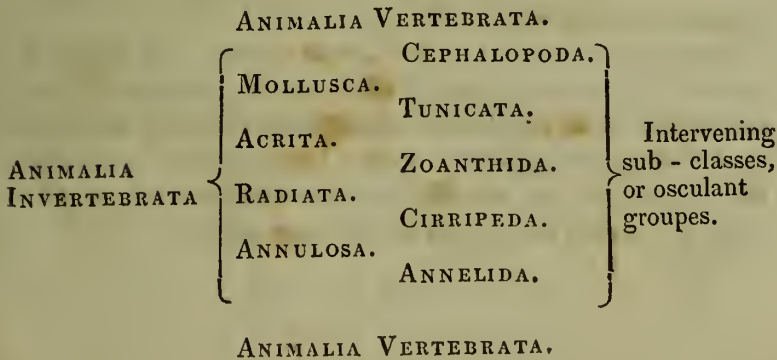 ANIMALIA VERTEBRATA.
CEPHALOPODA.
MOLLUSCA.
TUNICATA.
ACRITA.
ZOANTHIDA.
ANIMALIA
INVERTEBRATA
RADIATA.
CIRRIPEDA.
ANNULOSA.
ANNELIDA.
Intervening
sub - classes,
or osculant
groupes.
ANIMALIA VERTEBRATA.